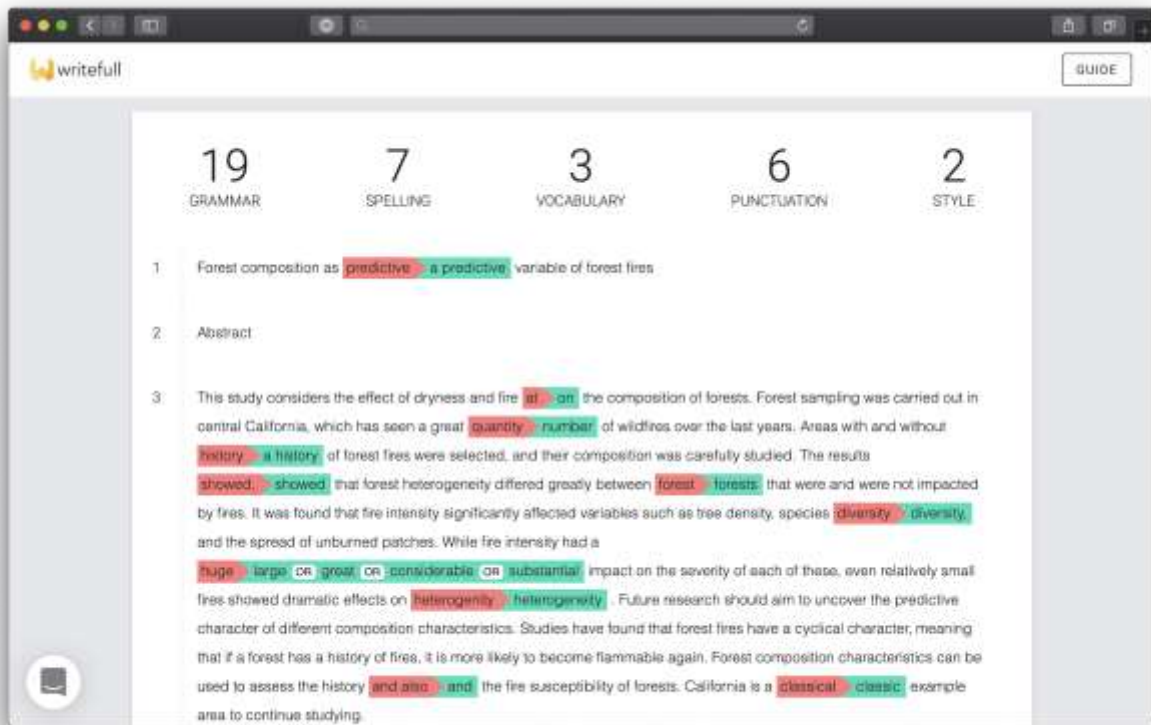 writefull
GUIDE
19 7 3 6 2
GRAMMAR SPELLING VOCABULARY PUNCTUATION STYLE
1 Forest composition as predictive a predictive variable of forest fires
2 Abstract
3 This study considers the effect of dryness and fire at on the composition of forests. Forest sampling was carried out in
central California, which has seen a great quantity number of wildfires over the last years. Areas with and without
history a history of forest fires were selected, and their composition was carefully studied. The results
showed, showed that forest heterogeneity differed greatly between forest forests that were and were not impacted
by fires. It was found that fire intensity significantly affected variables such as tree density, species diversity diversity,
and the spread of unburned patches. While fire intensity had a
huge large OR great OR considerable OR substantial impact on the severity of each of these, even relatively small
fires showed dramatic effects on heterogenity heterogeneity . Future research should aim to uncover the predictive
character of different composition characteristics. Studies have found that forest fires have a cyclical character, meaning
that if a forest has a history of fires, it is more likely to become flammable again. Forest composition characteristics can be
used to assess the history and also and the fire susceptibility of forests. California is a classical classic example
area to continue studying.